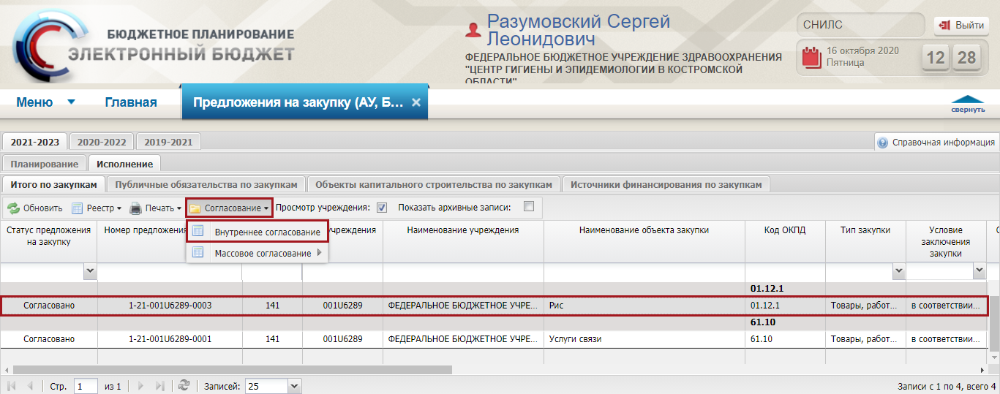 БЮДЖЕТНОЕ ПЛАНИРОВАНИЕ
ЭЛЕКТРОННЫЙ БЮДЖЕТ
Разумовский Сергей
Леонидович
ФЕДЕРАЛЬНОЕ БЮДЖЕТНОЕ УЧРЕЖДЕНИЕ ЗДРАВООХРАНЕНИЯ
"ЦЕНТР ГИГИЕНЫ И ЭПИДЕМИОЛОГИИ В КОСТРОМСКОЙ
ОБЛАСТИ"
СНИЛС
Выйти
16 октября 2020
Пятница
12 28
Меню Главная Предложения на закупку (АУ, Б... свернуть
2021-2023 2020-2022 2019-2021 Справочная информация
Планирование Исполнение
Итого по закупкам Публичные обязательства по закупкам Объекты капитального строительства по закупкам Источники финансирования по закупкам
Обновить Реестр Печать Согласование Просмотр учреждения: Показать архивные записи:
Внутреннее согласование
Массовое согласование
Статус предложения
на закупку
Номер предложения
учреждения
Наименование учреждения
Наименование объекта закупки
Код ОКПД
Тип закупки
Условие
заключения
закупки
01.12.1
Согласовано 1-21-001U6289-0003 141 001U6289 ФЕДЕРАЛЬНОЕ БЮДЖЕТНОЕ УЧРЕ... Рис 01.12.1 Товары, работ... в соответствии...
61.10
Согласовано 1-21-001U6289-0001 141 001U6289 ФЕДЕРАЛЬНОЕ БЮДЖЕТНОЕ УЧРЕ... Услуги связи 61.10 Товары, работ... в соответствии...
Стр. 1 из 1 Записей: 25 Записи с 1 по 4, всего 4